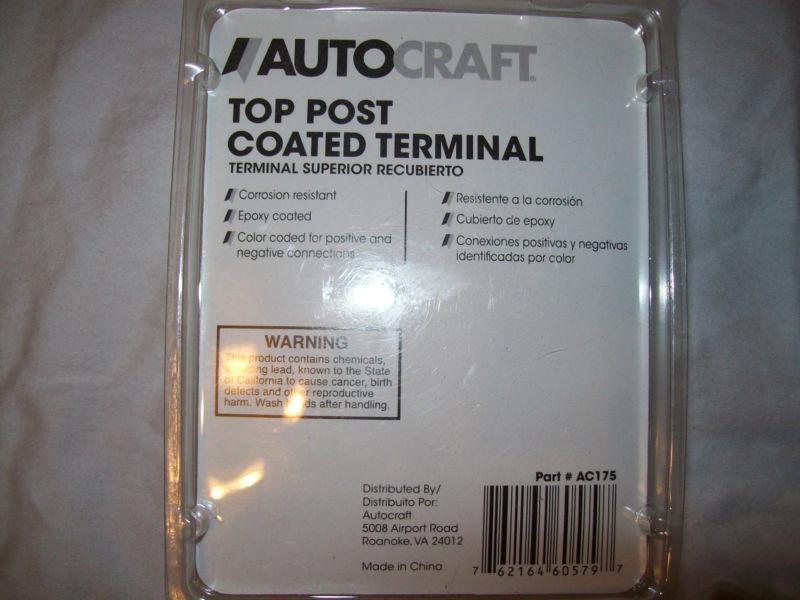 AUTOCRAFT
TOP POST
COATED TERMINAL
TERMINAL SUPERIOR RECUBIERTO
Corrosion resistant
Epoxy coated
Color coded for positive and
negative connections
Resistente a la corrosión
Cubierto de epoxy
Conexiones positivas y negativas
identificadas por color
WARNING
This product contains chemicals,
including lead, known to the State
of California to cause cancer, birth
defects and other reproductive
harm. Wash hands after handling.
Part # AC175
Distributed By/
Distribuito Por:
Autocraft
5008 Airport Road
Roanoke, VA 24012
Made in China
7 62164 60579 7